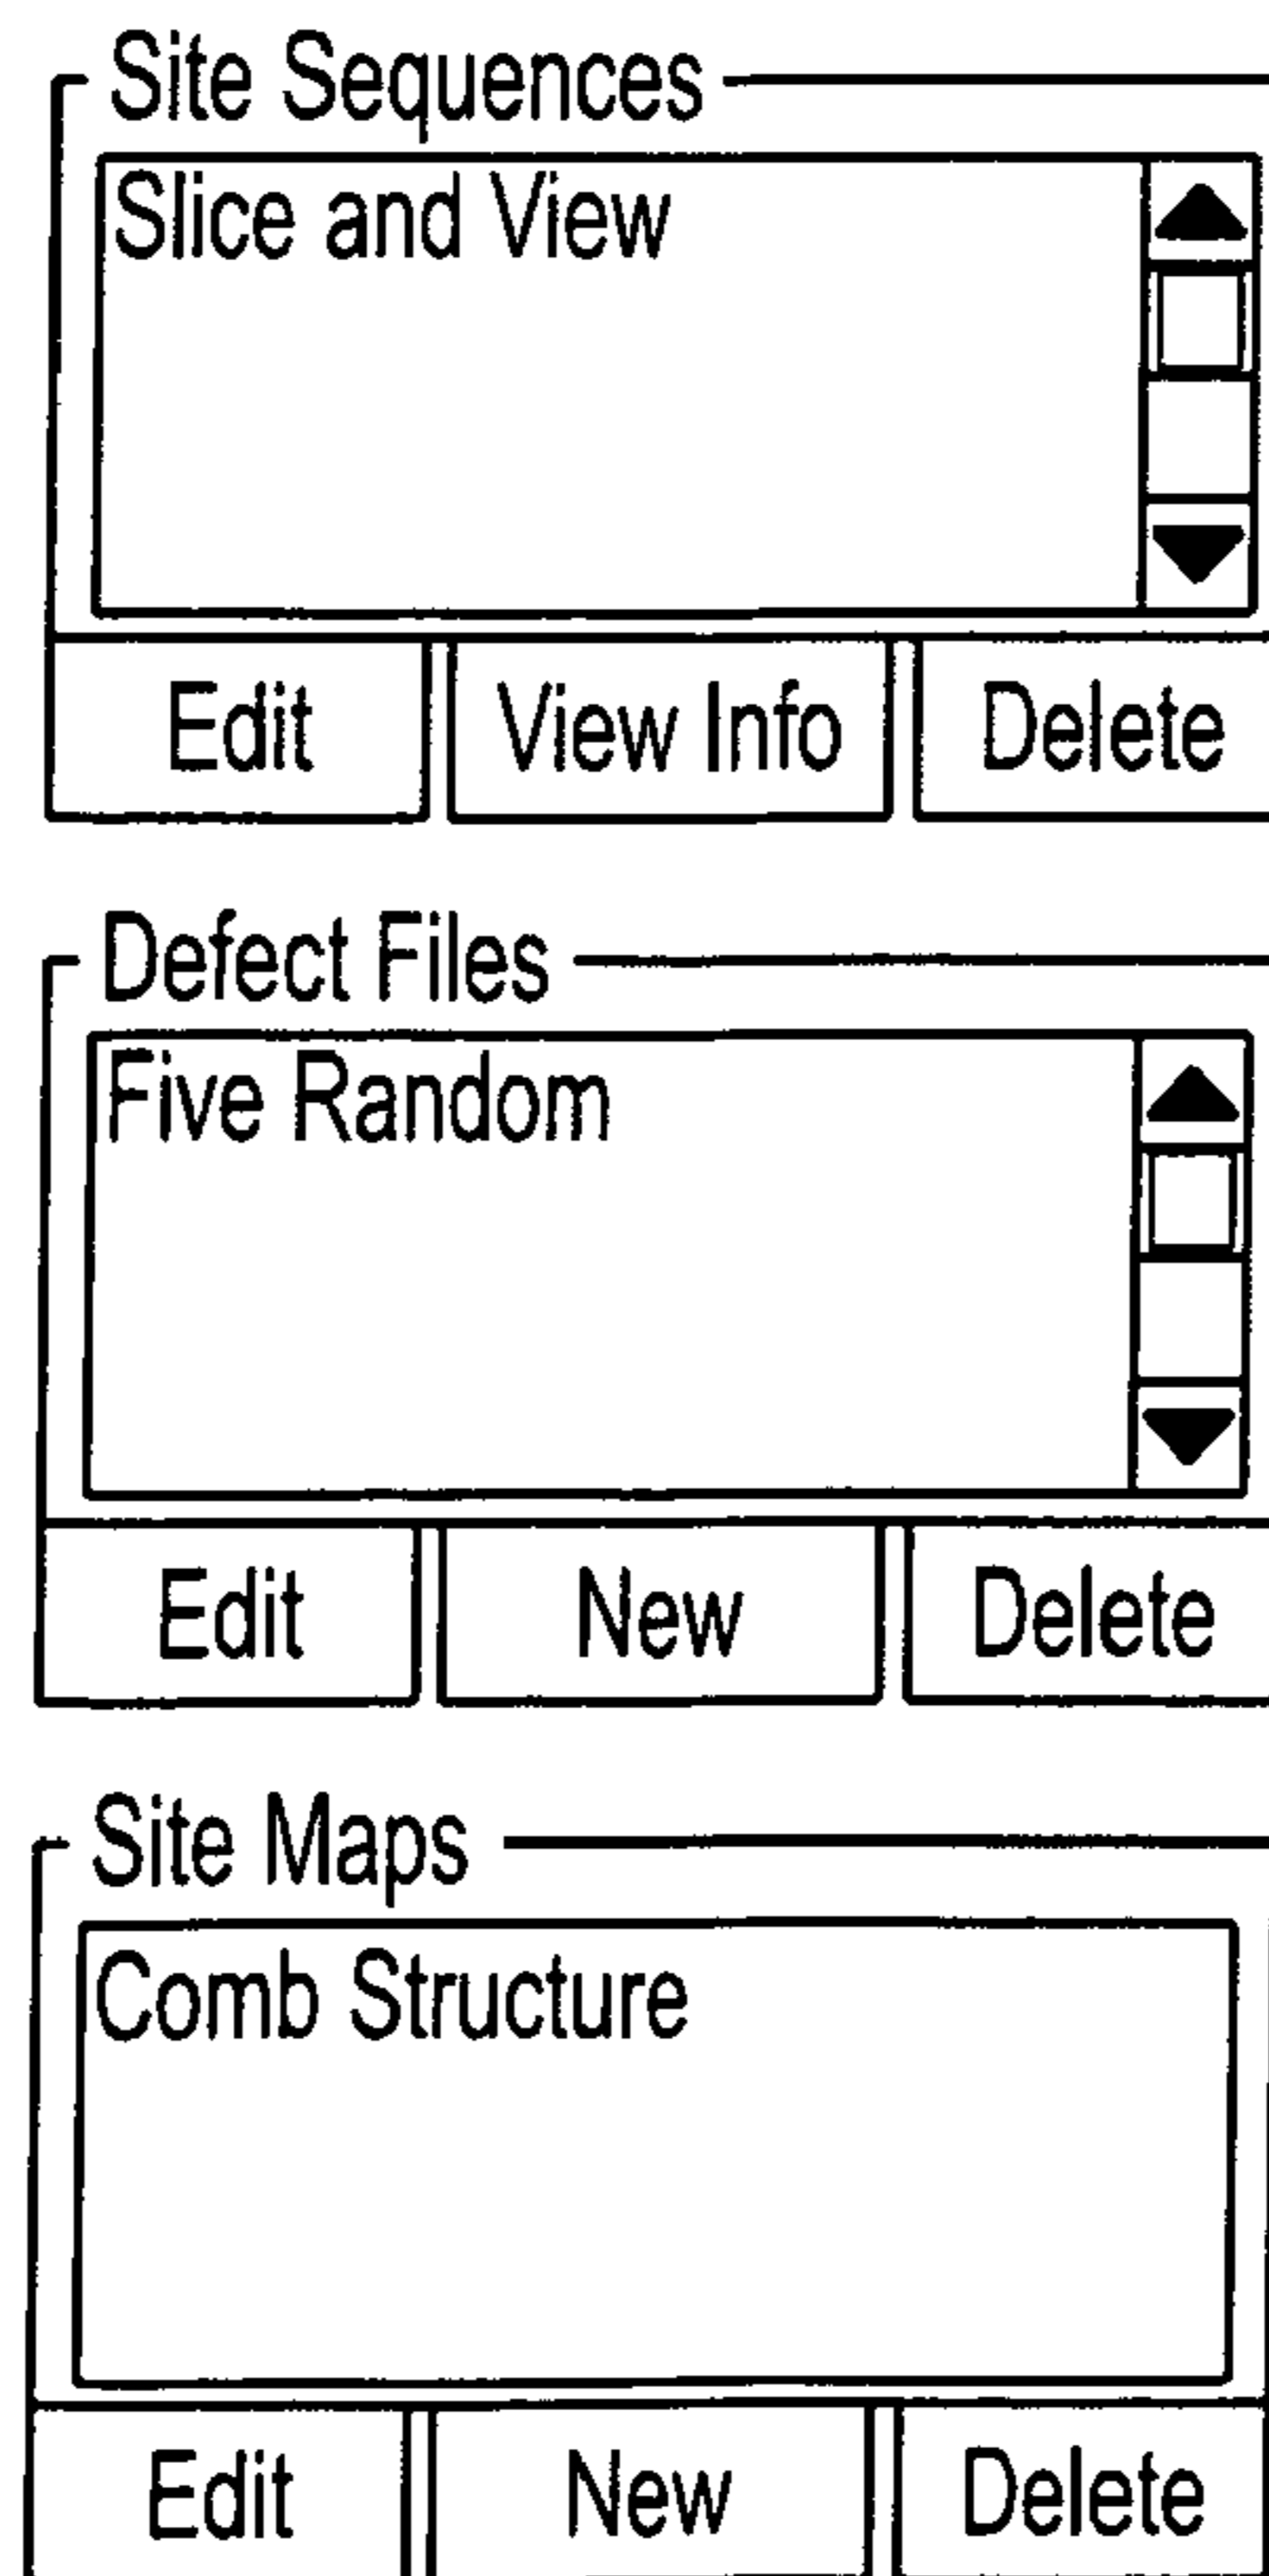 Site Sequences
Slice and View
Edit View Info Delete
Defect Files
Five Random
Edit New Delete
Site Maps
Comb Structure
Edit New Delete